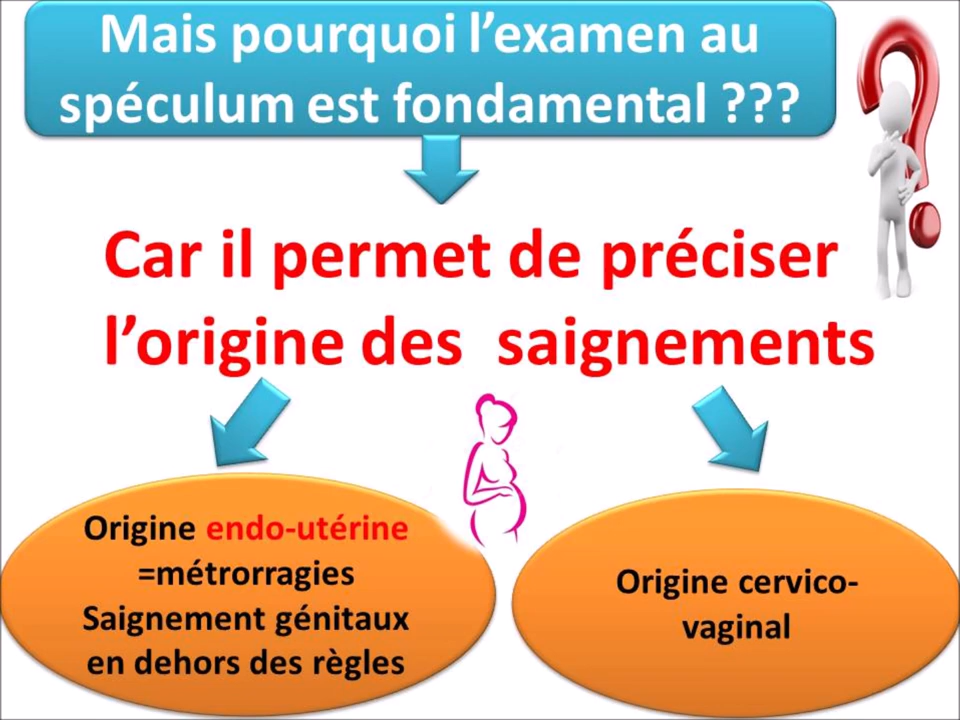 Mais pourquoi l’examen au
spéculum est fondamental ???
Car il permet de préciser
l’origine des saignements
Origine endo-utérine
=métrorragies
Saignement génitaux
en dehors des règles
Origine cervico-
vaginal